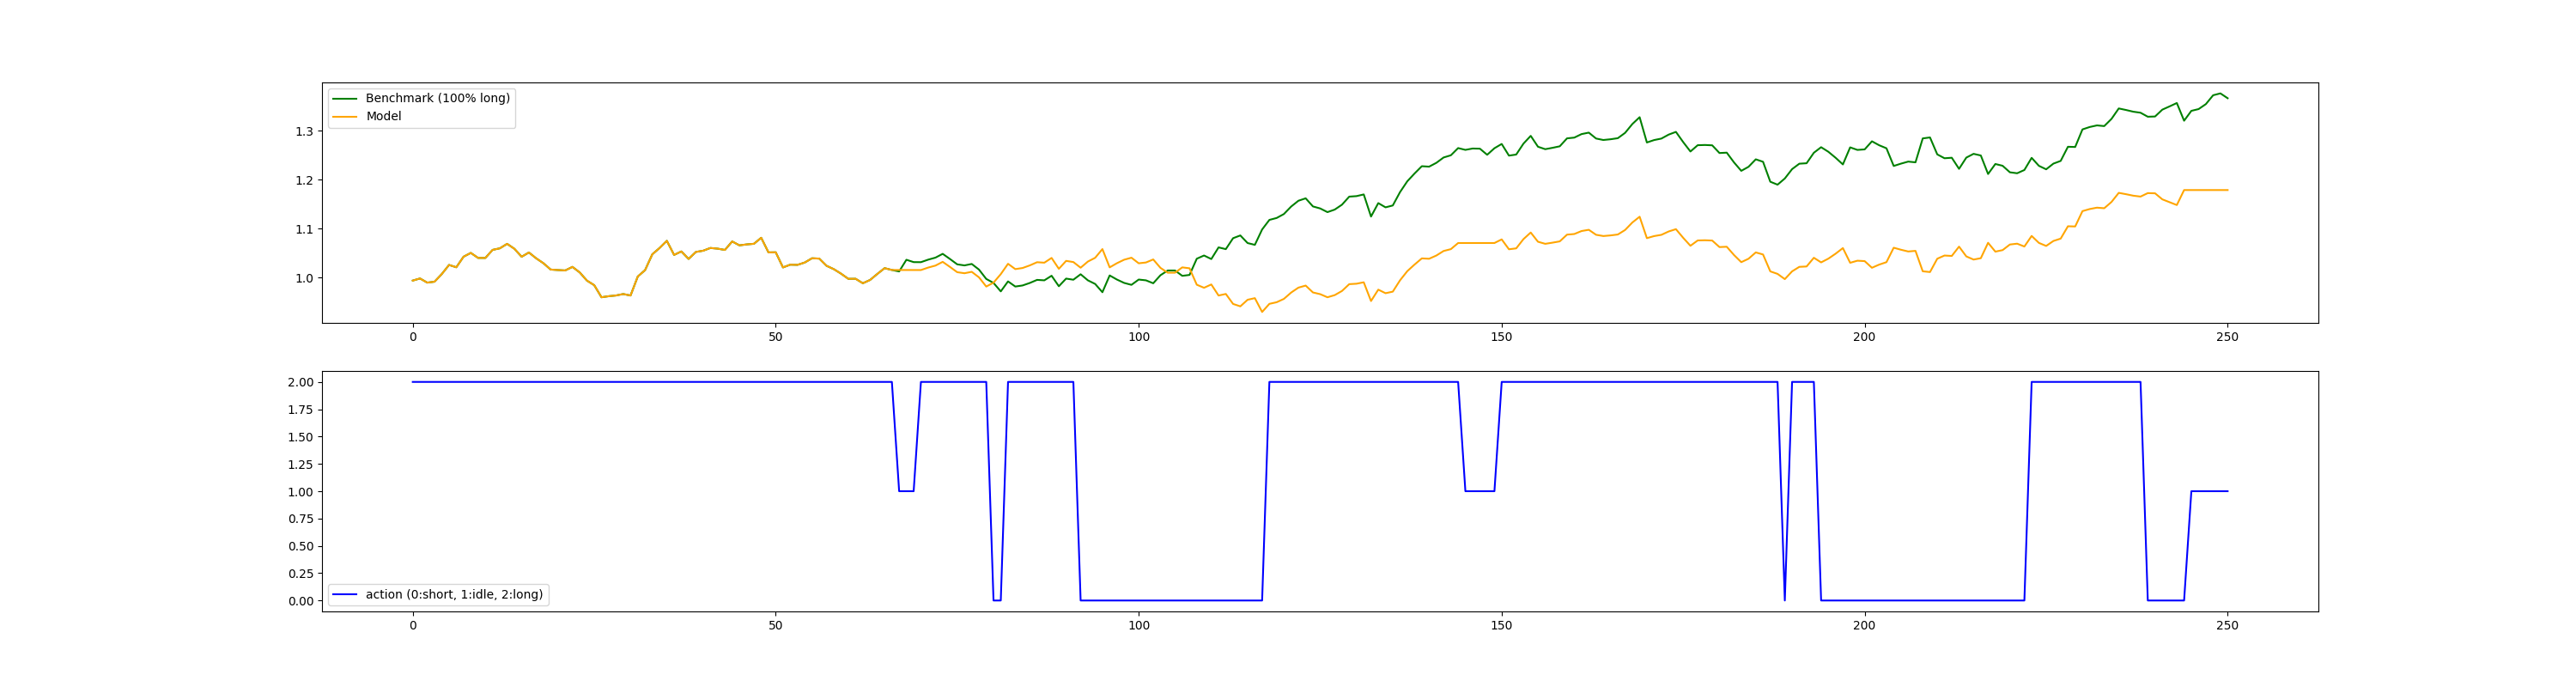 Benchmark (100% long)
Model
1.3
1.2
1.1
1.0
0 50 100 150 200 250
2.00
1.75
1.50
1.25
1.00
0.75
0.50
0.25
0.00
action (0:short, 1:idle, 2:long)
0 50 100 150 200 250